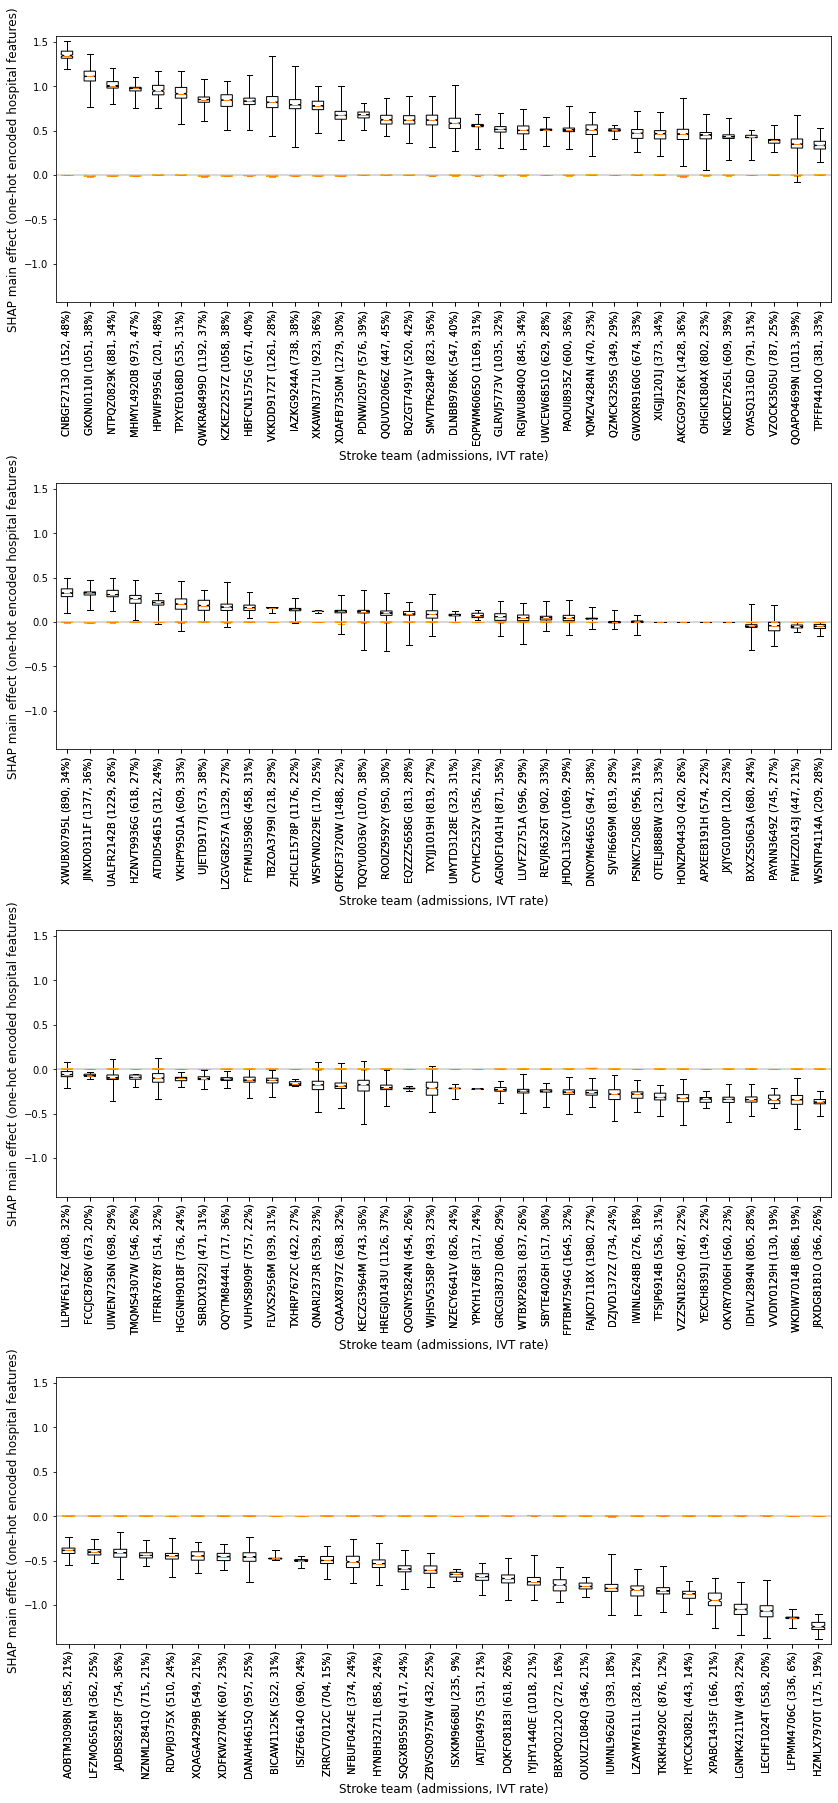 SHAP main effect (one-hot encoded hospital features)
1.5
1.0
0.5
0.0
−0.5
−1.0
CNBGF2713O (152, 48%)
GKONI0110I (1051, 38%)
NTPQZ0829K (881, 34%)
MHMYL4920B (973, 47%)
HPWIF9956L (201, 48%)
TPXYE0168D (535, 31%)
QWKRA8499D (1192, 37%)
KZKEZ2257Z (1058, 38%)
HBFCN1575G (671, 40%)
VKKDD9172T (1261, 28%)
IAZKG9244A (738, 38%)
XKAWN3771U (923, 36%)
XDAFB7350M (1279, 30%)
PDNWI2057P (576, 39%)
QQUVD2066Z (447, 45%)
BQZGT7491V (520, 42%)
SMVTP6284P (823, 36%)
DLNBB9786K (547, 40%)
EQPWM6065O (1169, 31%)
GLRVJ5773V (1035, 32%)
RGJWU8840Q (845, 34%)
UWCEW6851O (629, 28%)
PAOUI8935Z (600, 36%)
YQMZV4284N (470, 23%)
QZMCK3259S (349, 29%)
GWOXR9160G (674, 33%)
XIGJJ1201J (373, 34%)
AKCGO9726K (1428, 36%)
OHGIK1804X (802, 23%)
NGKDE7265L (609, 39%)
OYASQ1316D (791, 31%)
VZOCK3505U (787, 25%)
QOAPO4699N (1013, 39%)
TPFFP4410O (381, 33%)
Stroke team (admissions, IVT rate)
SHAP main effect (one-hot encoded hospital features)
1.5
1.0
0.5
0.0
−0.5
−1.0
XWUBX0795L (890, 34%)
JINXD0311F (1377, 36%)
UALFR2142B (1229, 26%)
HZNVT9936G (618, 27%)
ATDID5461S (312, 24%)
VKHPY9501A (609, 33%)
UJETD9177J (573, 38%)
LZGVG8257A (1329, 27%)
FYFMU3598G (458, 31%)
TBZOA3799I (218, 29%)
ZHCLE1578P (1176, 22%)
WSFVN0229E (170, 25%)
OFKDF3720W (1488, 22%)
TQQYU0036V (1070, 38%)
ROOIZ9592Y (950, 30%)
EQZZZ5658G (813, 28%)
TXYJJ1019H (819, 27%)
UMYTD3128E (323, 31%)
CYVHC2532V (356, 21%)
AGNOF1041H (871, 35%)
LUVFZ2751A (596, 29%)
REVJR6326T (902, 33%)
JHDQL1362V (1069, 29%)
DNOYM6465G (947, 38%)
SJVFI6669M (819, 29%)
PSNKC7508G (956, 31%)
QTELJ8888W (321, 33%)
HONZP0443O (420, 26%)
APXEE8191H (574, 22%)
JXJYG0100P (120, 23%)
BXXZS5063A (680, 24%)
PAYNN3649Z (745, 27%)
FWHZZ0143J (447, 21%)
WSNTP4114A (209, 28%)
Stroke team (admissions, IVT rate)
SHAP main effect (one-hot encoded hospital features)
1.5
1.0
0.5
0.0
−0.5
−1.0
LLPWF6176Z (408, 32%)
FCCJC8768V (673, 20%)
UIWEN7236N (698, 29%)
TMQMS4307W (546, 26%)
ITFRR7678Y (514, 32%)
HGGNH9018F (736, 24%)
SBRDX1922J (471, 31%)
OQYTM8444L (717, 36%)
VUHVS8909F (757, 22%)
FLVXS2956M (939, 31%)
TXHRP7672C (422, 27%)
QNARI2373R (539, 23%)
CQAAX8797Z (638, 32%)
KECZG3964M (743, 36%)
HREGJ0143U (1126, 37%)
QOGNY5824N (454, 26%)
WJHSV5358P (493, 23%)
NZECY6641V (826, 24%)
YPKYH1768F (317, 24%)
GRCGI3873D (806, 29%)
WTBXP2683L (837, 26%)
SBYTE4026H (517, 30%)
FPTBM7594G (1645, 32%)
FAJKD7118X (1980, 27%)
DZJVD1372Z (734, 24%)
IWINL6248B (276, 18%)
TFSJP6914B (536, 31%)
VZZSN1825O (487, 22%)
YEXCH8391J (149, 22%)
OKVRY7006H (560, 23%)
IDHVL2894N (805, 28%)
VVDIY0129H (130, 19%)
WKDIW7014B (886, 19%)
JRXDG8181O (366, 26%)
Stroke team (admissions, IVT rate)
SHAP main effect (one-hot encoded hospital features)
1.5
1.0
0.5
0.0
−0.5
−1.0
AOBTM3098N (585, 21%)
LFZMO6561M (362, 25%)
JADBS8258F (754, 36%)
NZNML2841Q (715, 21%)
RDVPJ0375X (510, 24%)
XQAGA4299B (549, 21%)
XDFKW2704K (607, 23%)
DANAH4615Q (957, 25%)
BICAW1125K (522, 31%)
ISIZF6614O (690, 24%)
ZRRCV7012C (704, 15%)
NFBUF0424E (374, 24%)
HYNBH3271L (858, 24%)
SQGXB9559U (417, 24%)
ZBVSO0975W (432, 25%)
ISXKM9668U (235, 9%)
IATJE0497S (531, 21%)
DQKFO8183I (618, 26%)
IYJHY1440E (1018, 21%)
BBXPQ0212O (272, 16%)
OUXUZ1084Q (346, 21%)
IUMNL9626U (393, 18%)
LZAYM7611L (328, 12%)
TKRKH4920C (876, 12%)
HYCCK3082L (443, 14%)
XPABC1435F (166, 21%)
LGNPK4211W (493, 22%)
LECHF1024T (558, 20%)
LFPMM4706C (336, 6%)
HZMLX7970T (175, 19%)
Stroke team (admissions, IVT rate)